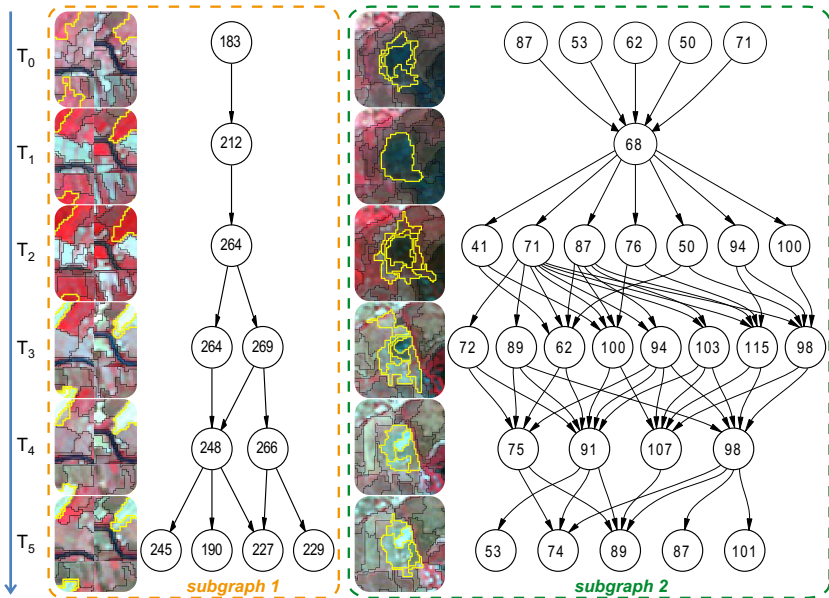 T0
183
87 53 62 50 71
T1
212
68
T2
264
41 71 87 76 50 94 100
T3
264 269
72 89 62 100 94 103 115 98
T4
248 266
75 91 107 98
T5
245 190 227 229
53 74 89 87 101
subgraph 1
subgraph 2